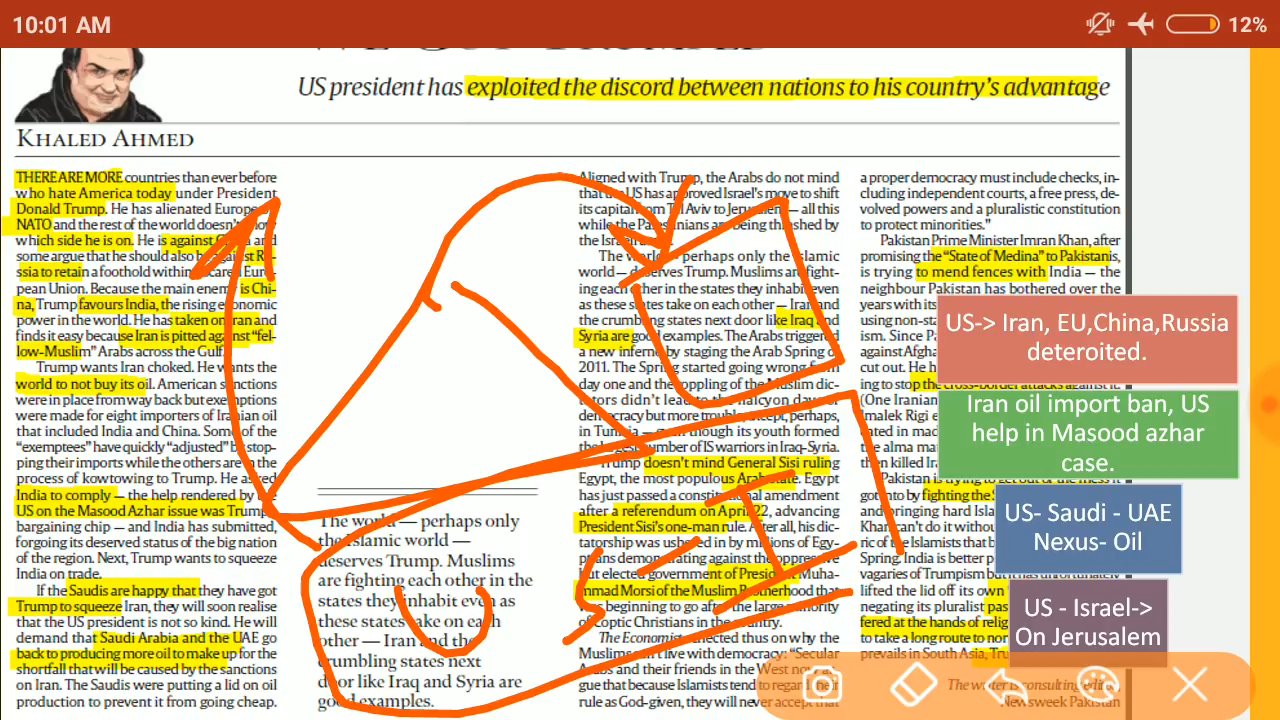 10:01 AM
12%
US president has exploited the discord between nations to his country's advantage
KHALED AHMED
THERE ARE MORE countries than ever before
who hate America today under President
Donald Trump. He has alienated Europe
NATO and the rest of the world doesn't know
which side he is on. He is against China and
some argue that he should also be against Rus-
ssia to retain a foothold within scared Euro-
pean Union. Because the main enemy is Chi-
na, Trump favours India, the rising economic
power in the world. He has taken on Iran and
finds it easy because Iran is pitted against "fel-
low-Muslim" Arabs across the Gulf.
Trump wants Iran choked. He wants the
world to not buy its oil. American sanctions
were in place from way back but exemptions
were made for eight importers of Iranian oil
that included India and China. Some of the
"exemptees" have quickly "adjusted" by stop-
ping their imports while the others are in the
process of kowtowing to Trump. He asked
India to comply — the help rendered by the
US on the Masood Azhar issue was Trump's
bargaining chip — and India has submitted,
forgoing its deserved status of the big nation
of the region. Next, Trump wants to squeeze
India on trade.
If the Saudis are happy that they have got
Trump to squeeze Iran, they will soon realise
that the US president is not so kind. He will
demand that Saudi Arabia and the UAE go
back to producing more oil to make up for the
shortfall that will be caused by the sanctions
on Iran. The Saudis were putting a lid on oil
production to prevent it from going cheap.
The world — perhaps only
the Islamic world —
deserves Trump. Muslims
are fighting each other in the
states they inhabit even as
these states take on each
other — Iran and the
crumbling states next
door like Iraq and Syria are
good examples.
Aligned with Trump, the Arabs do not mind
that the US has approved Israel's move to shift
its capital from Tel Aviv to Jerusalem — all this
while the Palestinians are being thrashed by
the Israeli
The world — perhaps only the Islamic
world — deserves Trump. Muslims are fight-
ing each other in the states they inhabit even
as these states take on each other — Iran and
the crumbling states next door like Iraq and
Syria are good examples. The Arabs triggered
a new inferno by staging the Arab Spring of
2011. The Spring started going wrong from
day one and the toppling of the Muslim dic-
tators didn't lead to the halcyon days of
democracy but more trouble except, perhaps,
in Tunisia — even though its youth formed
the largest number of IS warriors in Iraq-Syria.
Trump doesn't mind General Sisi ruling
Egypt, the most populous Arab state. Egypt
has just passed a constitutional amendment
after a referendum on April 22, advancing
President Sisi's one-man rule. After all, his dic-
tatorship was ushered in by millions of Egy-
ptians demonstrating against the oppressive
but elected government of President Muha-
mmad Morsi of the Muslim Brotherhood that
was beginning to go after the large minority
of Coptic Christians in the country.
The Economist reflected thus on why the
Muslims can't live with democracy: "Secular
Arabs and their friends in the West now ar-
gue that because Islamists tend to regard their
rule as God-given, they will never accept that
a proper democracy must include checks, in-
cluding independent courts, a free press, de-
volved powers and a pluralistic constitution
to protect minorities."
Pakistan Prime Minister Imran Khan, after
promising the "State of Medina" to Pakistanis,
is trying to mend fences with India — the
neighbour Pakistan has bothered over the
years with its
using non-sta
ism. Since Pa
against Afgha
cut out. He h
ing to stop the cross-border attacks against it.
(One Iranian
lmalek Rigi e
cated in mad
the alma mat
then killed Ira
Pakistan is trying to get out of the mess it
got into by fighting the S
and bringing hard Isla
Khan can't do it withou
ric of the Islamists that b
Spring. India is better p
vagaries of Trumpism but it has unfortunately
lifted the lid off its own
negating its pluralist pas
fered at the hands of relig
to take a long route to nor
prevails in South Asia, Tru
The writer is consulting editor,
Newsweek Pakistan
US-> Iran, EU,China,Russia
deteroited.
Iran oil import ban, US
help in Masood azhar
case.
US- Saudi - UAE
Nexus- Oil
US - Israel->
On Jerusalem